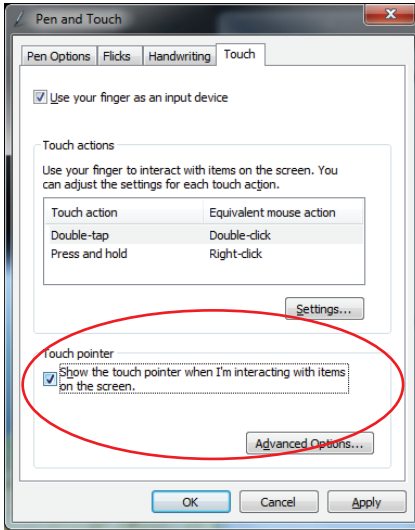 Pen and Touch
Pen Options Flicks Handwriting Touch
Use your finger as an input device
Touch actions
Use your finger to interact with items on the screen. You
can adjust the settings for each touch action.
Touch action Equivalent mouse action
Double-tap Double-click
Press and hold Right-click
Settings...
Touch pointer
Show the touch pointer when I'm interacting with items
on the screen.
Advanced Options...
OK Cancel Apply